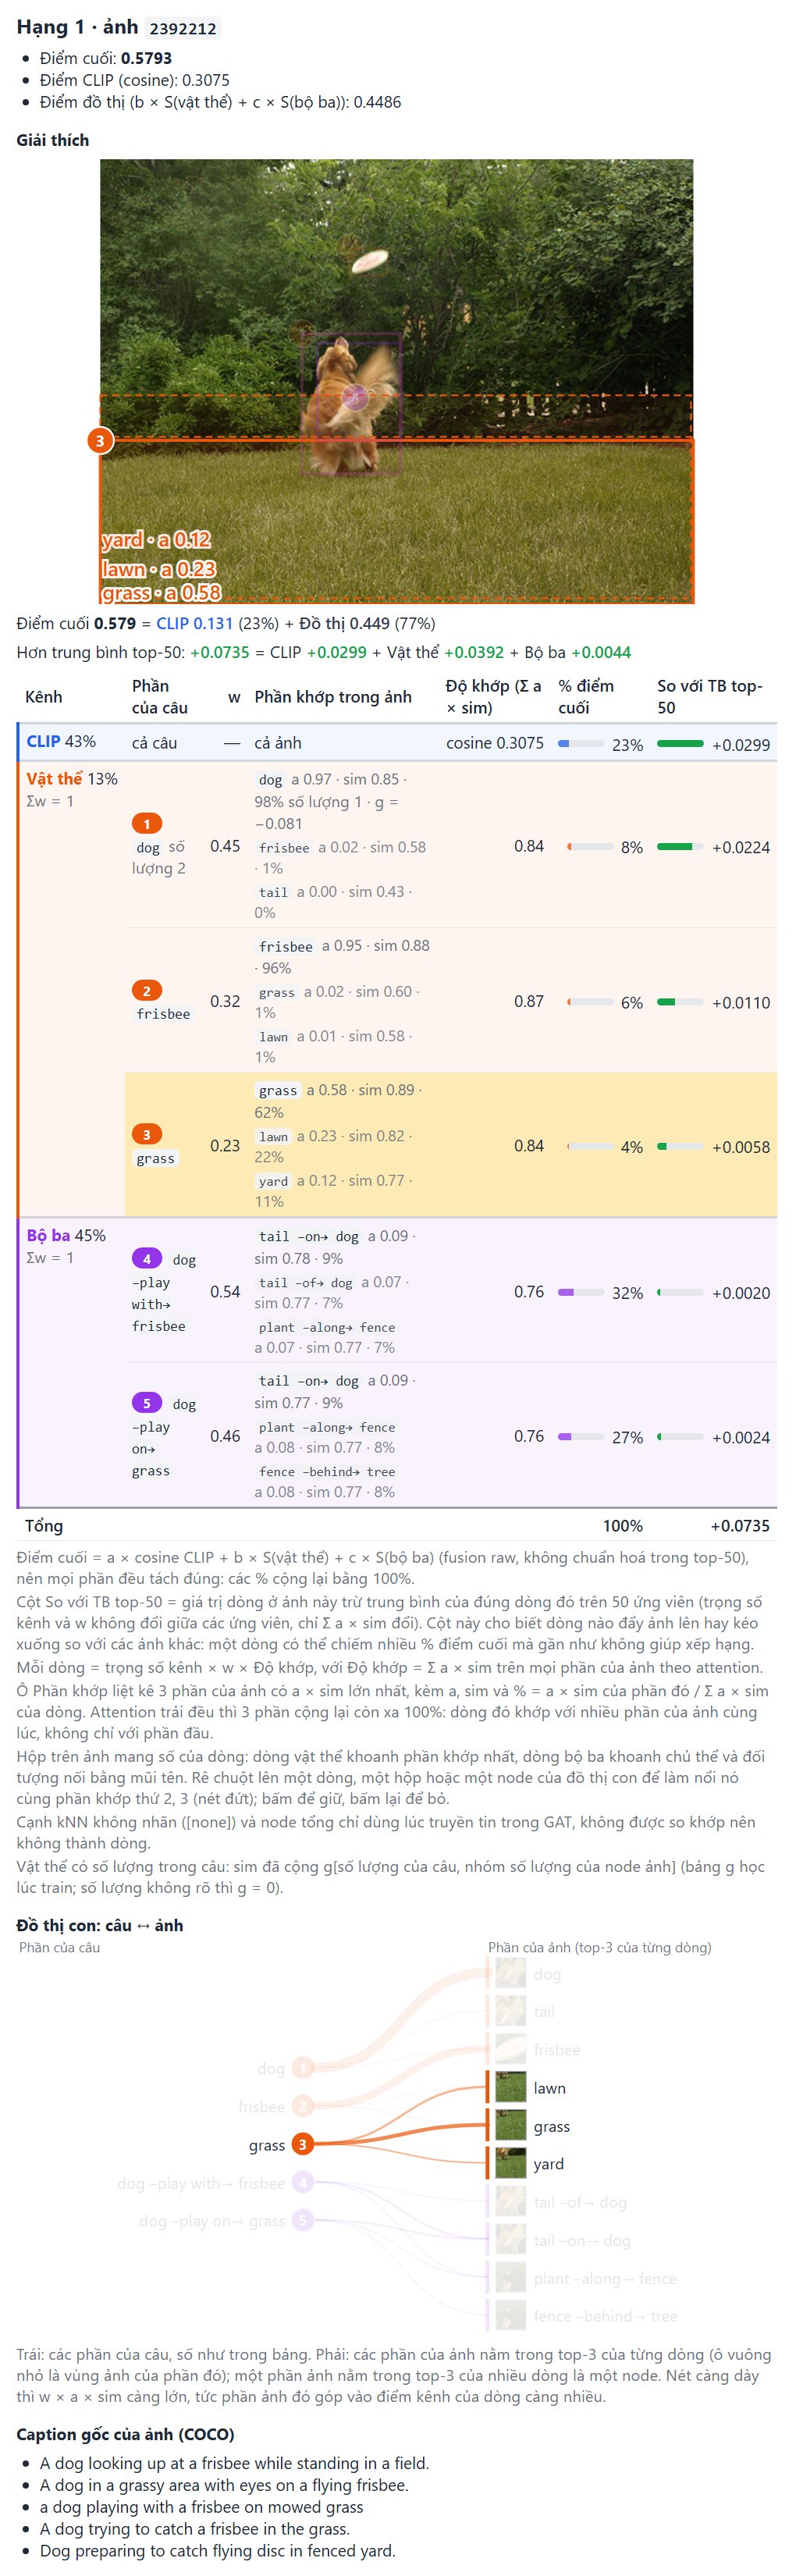 Hạng 1 · ảnh 2392212
• Điểm cuối: 0.5793
• Điểm CLIP (cosine): 0.3075
• Điểm đồ thị (b × S(vật thể) + c × S(bộ ba)): 0.4486
Giải thích
3
yard · a 0.12
lawn · a 0.23
grass · a 0.58
Điểm cuối 0.579 = CLIP 0.131 (23%) + Đồ thị 0.449 (77%)
Hơn trung bình top-50: +0.0735 = CLIP +0.0299 + Vật thể +0.0392 + Bộ ba +0.0044
Kênh
Phần
của câu
w
Phần khớp trong ảnh
Độ khớp (Σ a
× sim)
% điểm
cuối
So với TB top-
50
CLIP 43%
cả câu
—
cả ảnh
cosine 0.3075
23%
+0.0299
Vật thể 13%
Σw = 1
1
dog số
lượng 2
0.45
dog a 0.97 · sim 0.85 ·
98% số lượng 1 · g =
−0.081
frisbee a 0.02 · sim 0.58
· 1%
tail a 0.00 · sim 0.43 ·
0%
0.84
8%
+0.0224
2
frisbee
0.32
frisbee a 0.95 · sim 0.88
· 96%
grass a 0.02 · sim 0.60 ·
1%
lawn a 0.01 · sim 0.58 ·
1%
0.87
6%
+0.0110
3
grass
0.23
grass a 0.58 · sim 0.89 ·
62%
lawn a 0.23 · sim 0.82 ·
22%
yard a 0.12 · sim 0.77 ·
11%
0.84
4%
+0.0058
Bộ ba 45%
Σw = 1
4 dog
−play
with→
frisbee
0.54
tail −on→ dog a 0.09 ·
sim 0.78 · 9%
tail −of→ dog a 0.07 ·
sim 0.77 · 7%
plant −along→ fence
a 0.07 · sim 0.77 · 7%
0.76
32%
+0.0020
5 dog
−play
on→
grass
0.46
tail −on→ dog a 0.09 ·
sim 0.77 · 9%
plant −along→ fence
a 0.08 · sim 0.77 · 8%
fence −behind→ tree
a 0.08 · sim 0.77 · 8%
0.76
27%
+0.0024
Tổng
100%
+0.0735
Điểm cuối = a × cosine CLIP + b × S(vật thể) + c × S(bộ ba) (fusion raw, không chuẩn hoá trong top-50),
nên mọi phần đều tách đúng: các % cộng lại bằng 100%.
Cột So với TB top-50 = giá trị dòng ở ảnh này trừ trung bình của đúng dòng đó trên 50 ứng viên (trọng số
kênh và w không đổi giữa các ứng viên, chỉ Σ a × sim đổi). Cột này cho biết dòng nào đẩy ảnh lên hay kéo
xuống so với các ảnh khác: một dòng có thể chiếm nhiều % điểm cuối mà gần như không giúp xếp hạng.
Mỗi dòng = trọng số kênh × w × Độ khớp, với Độ khớp = Σ a × sim trên mọi phần của ảnh theo attention.
Ô Phần khớp liệt kê 3 phần của ảnh có a × sim lớn nhất, kèm a, sim và % = a × sim của phần đó / Σ a × sim
của dòng. Attention trải đều thì 3 phần cộng lại còn xa 100%: dòng đó khớp với nhiều phần của ảnh cùng
lúc, không chỉ với phần đầu.
Hộp trên ảnh mang số của dòng: dòng vật thể khoanh phần khớp nhất, dòng bộ ba khoanh chủ thể và đối
tượng nối bằng mũi tên. Rê chuột lên một dòng, một hộp hoặc một node của đồ thị con để làm nổi nó
cùng phần khớp thứ 2, 3 (nét đứt); bấm để giữ, bấm lại để bỏ.
Cạnh kNN không nhãn ([none]) và node tổng chỉ dùng lúc truyền tin trong GAT, không được so khớp nên
không thành dòng.
Vật thể có số lượng trong câu: sim đã cộng g[số lượng của câu, nhóm số lượng của node ảnh] (bảng g học
lúc train; số lượng không rõ thì g = 0).
Đồ thị con: câu ↔ ảnh
Phần của câu
Phần của ảnh (top-3 của từng dòng)
dog
tail
frisbee
dog 1
lawn
frisbee 2
grass
grass 3
yard
dog −play with→ frisbee 4
tail −of→ dog
dog −play on→ grass 5
tail −on→ dog
plant −along→ fence
fence −behind→ tree
Trái: các phần của câu, số như trong bảng. Phải: các phần của ảnh nằm trong top-3 của từng dòng (ô vuông
nhỏ là vùng ảnh của phần đó); một phần ảnh nằm trong top-3 của nhiều dòng là một node. Nét càng dày
thì w × a × sim càng lớn, tức phần ảnh đó góp vào điểm kênh của dòng càng nhiều.
Caption gốc của ảnh (COCO)
• A dog looking up at a frisbee while standing in a field.
• A dog in a grassy area with eyes on a flying frisbee.
• a dog playing with a frisbee on mowed grass
• A dog trying to catch a frisbee in the grass.
• Dog preparing to catch flying disc in fenced yard.